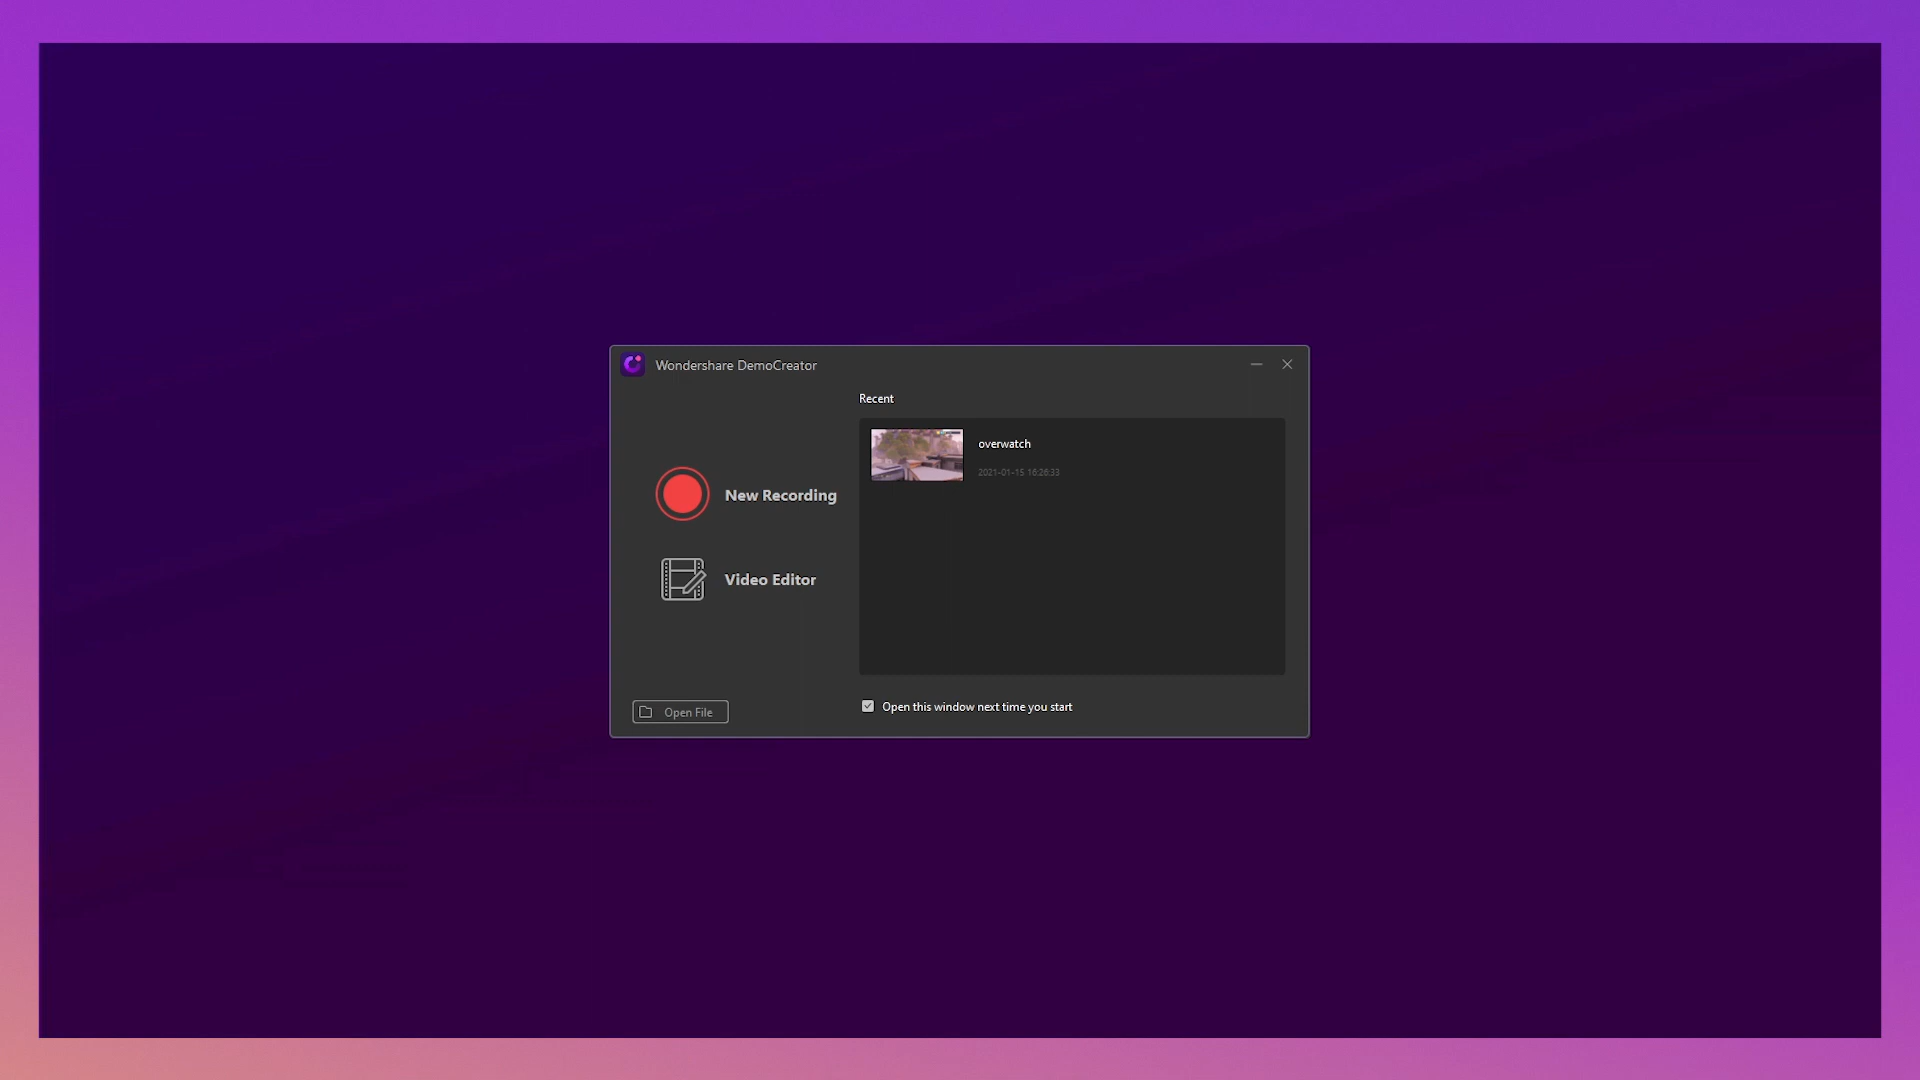 Wondershare DemoCreator
Recent
overwatch
2021-01-15 16:26:33
New Recording
Video Editor
Open File
Open this window next time you start